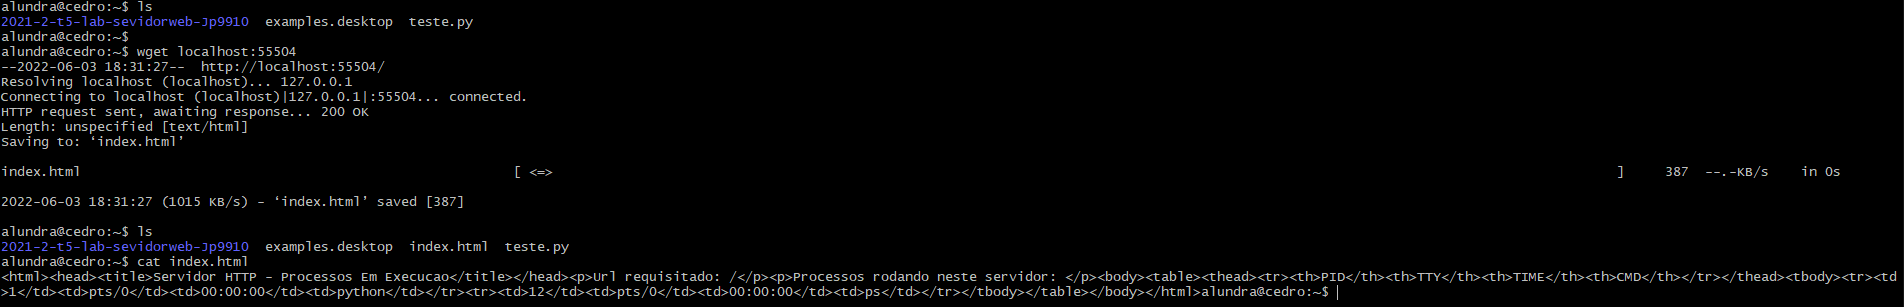 alundra@cedro:~$ ls
2021-2-t5-lab-sevidorweb-Jp9910  examples.desktop  teste.py
alundra@cedro:~$
alundra@cedro:~$ wget localhost:55504
--2022-06-03 18:31:27--  http://localhost:55504/
Resolving localhost (localhost)... 127.0.0.1
Connecting to localhost (localhost)|127.0.0.1|:55504... connected.
HTTP request sent, awaiting response... 200 OK
Length: unspecified [text/html]
Saving to: ‘index.html’
index.html [ <=> ] 387 --.-KB/s in 0s
2022-06-03 18:31:27 (1015 KB/s) - ‘index.html’ saved [387]
alundra@cedro:~$ ls
2021-2-t5-lab-sevidorweb-Jp9910  examples.desktop  index.html  teste.py
alundra@cedro:~$ cat index.html
<html><head><title>Servidor HTTP - Processos Em Execucao</title></head><p>Url requisitado: /</p><p>Processos rodando neste servidor: </p><body><table><thead><tr><th>PID</th><th>TTY</th><th>TIME</th><th>CMD</th></tr></thead><tbody><tr><td
>1</td><td>pts/0</td><td>00:00:00</td><td>python</td></tr><tr><td>12</td><td>pts/0</td><td>00:00:00</td><td>ps</td></tr></tbody></table></body></html>alundra@cedro:~$